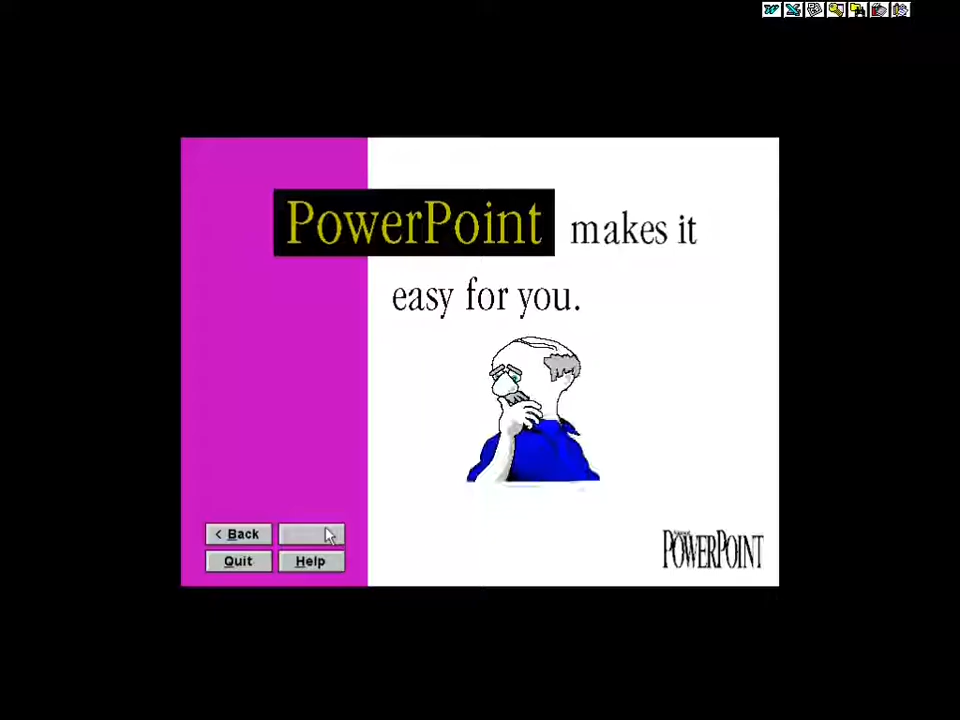 PowerPoint makes it
easy for you.
< Back
Quit Help
POWERPOINT